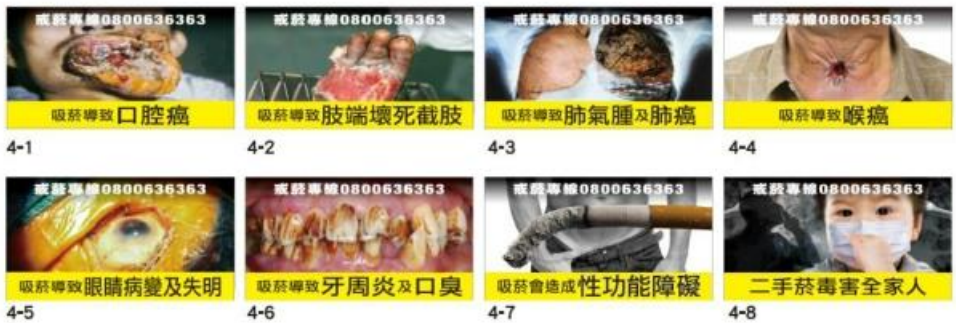 戒菸專線0800636363
吸菸導致口腔癌
4-1
戒菸專線0800636363
吸菸導致肢端壞死截肢
4-2
戒菸專線0800636363
吸菸導致肺氣腫及肺癌
4-3
戒菸專線0800636363
吸菸導致喉癌
4-4
戒菸專線0800636363
吸菸導致眼睛病變及失明
4-5
戒菸專線0800636363
吸菸導致牙周炎及口臭
4-6
戒菸專線0800636363
吸菸會造成性功能障礙
4-7
戒菸專線0800636363
二手菸毒害全家人
4-8